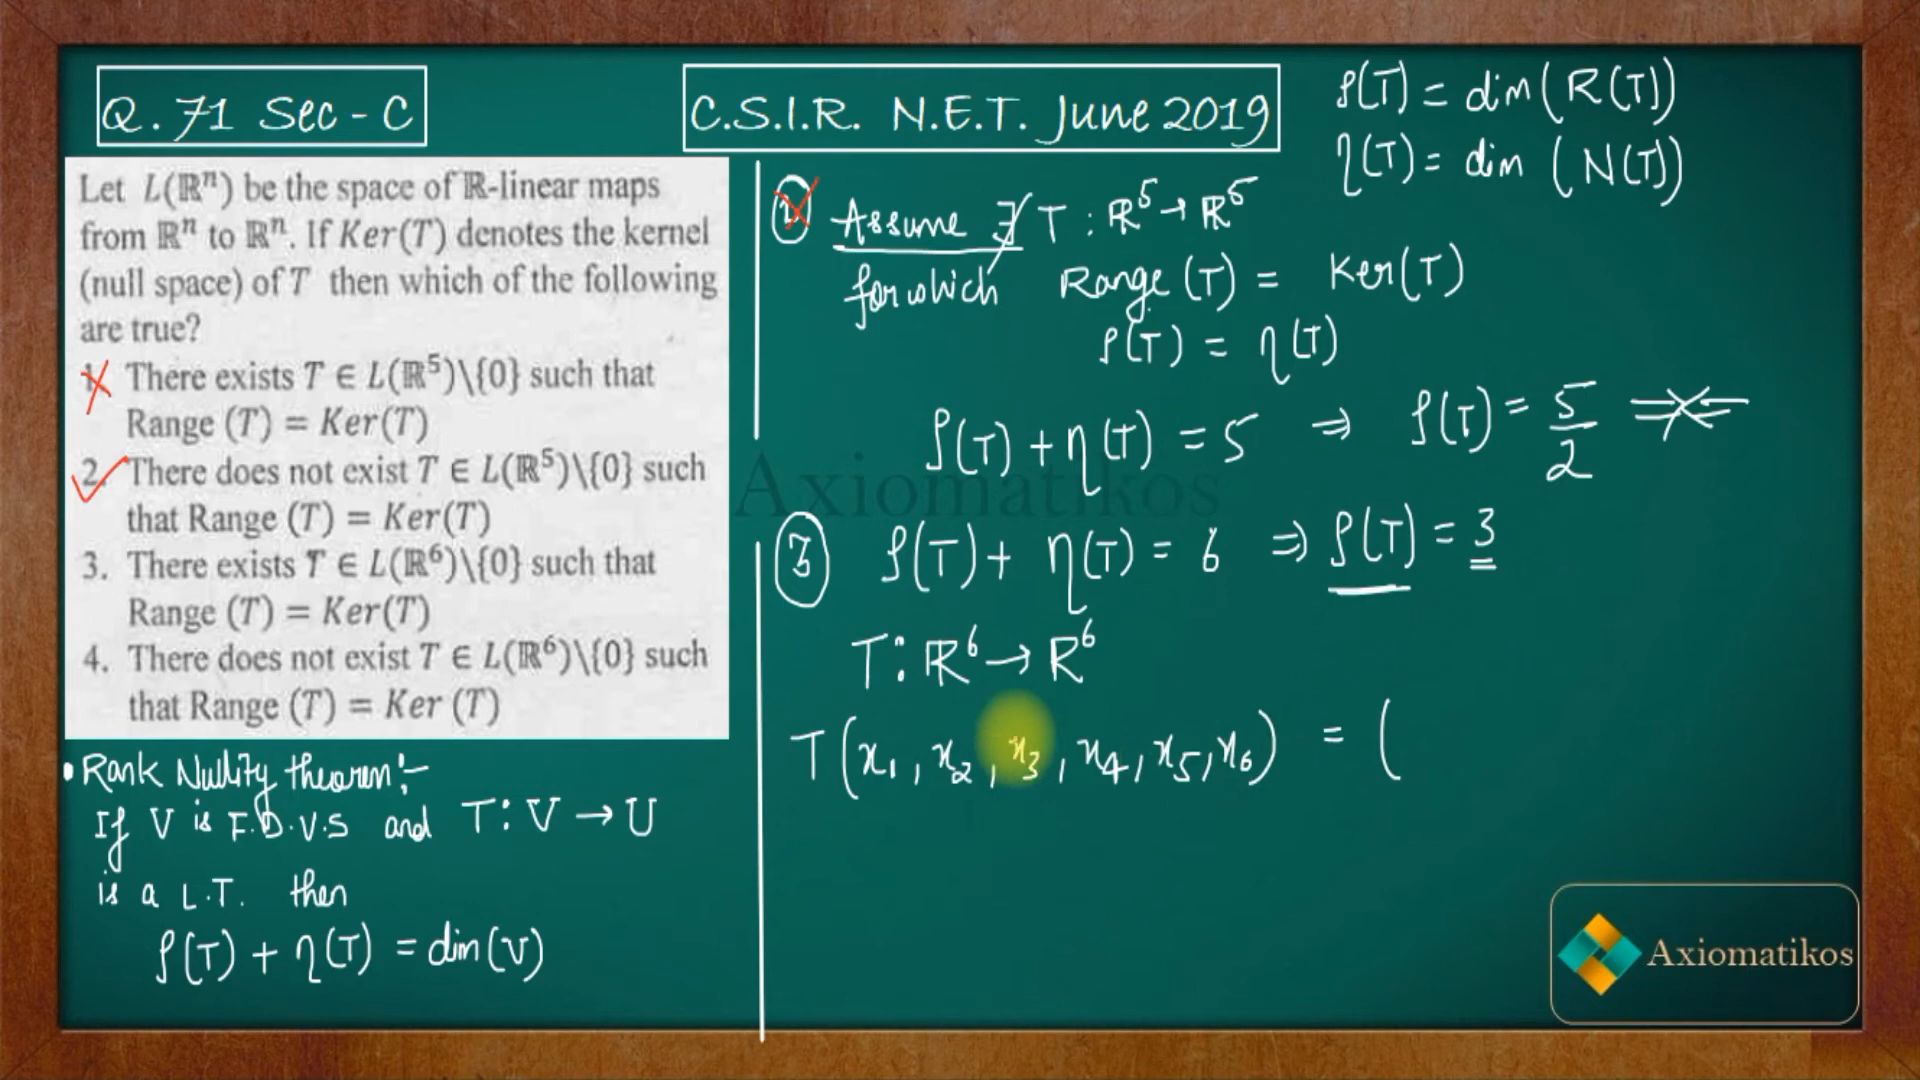 Q. 71 Sec - C
C.S.I.R. N.E.T. June 2019
Let L(ℝⁿ) be the space of ℝ-linear maps
from ℝⁿ to ℝⁿ. If Ker(T) denotes the kernel
(null space) of T then which of the following
are true?
1. There exists T ∈ L(ℝ⁵)\{0} such that
Range (T) = Ker(T)
2. There does not exist T ∈ L(ℝ⁵)\{0} such
that Range (T) = Ker(T)
3. There exists T ∈ L(ℝ⁶)\{0} such that
Range (T) = Ker(T)
4. There does not exist T ∈ L(ℝ⁶)\{0} such
that Range (T) = Ker (T)
• Rank Nullity theorem:-
If V is F.D.V.S and T: V → U
is a L.T. then
ρ(T) + η(T) = dim(V)
ρ(T) = dim(R(T))
η(T) = dim (N(T))
① Assume ∃ T : ℝ⁵ → ℝ⁵
for which Range (T) = Ker(T)
ρ(T) = η(T)
ρ(T) + η(T) = 5 ⇒ ρ(T) = 5/2 ⇒⇐
Axiomatikos
③ ρ(T) + η(T) = 6 ⇒ ρ(T) = 3
T: ℝ⁶ → ℝ⁶
T(x₁, x₂, x₃, x₄, x₅, x₆) = (
Axiomatikos